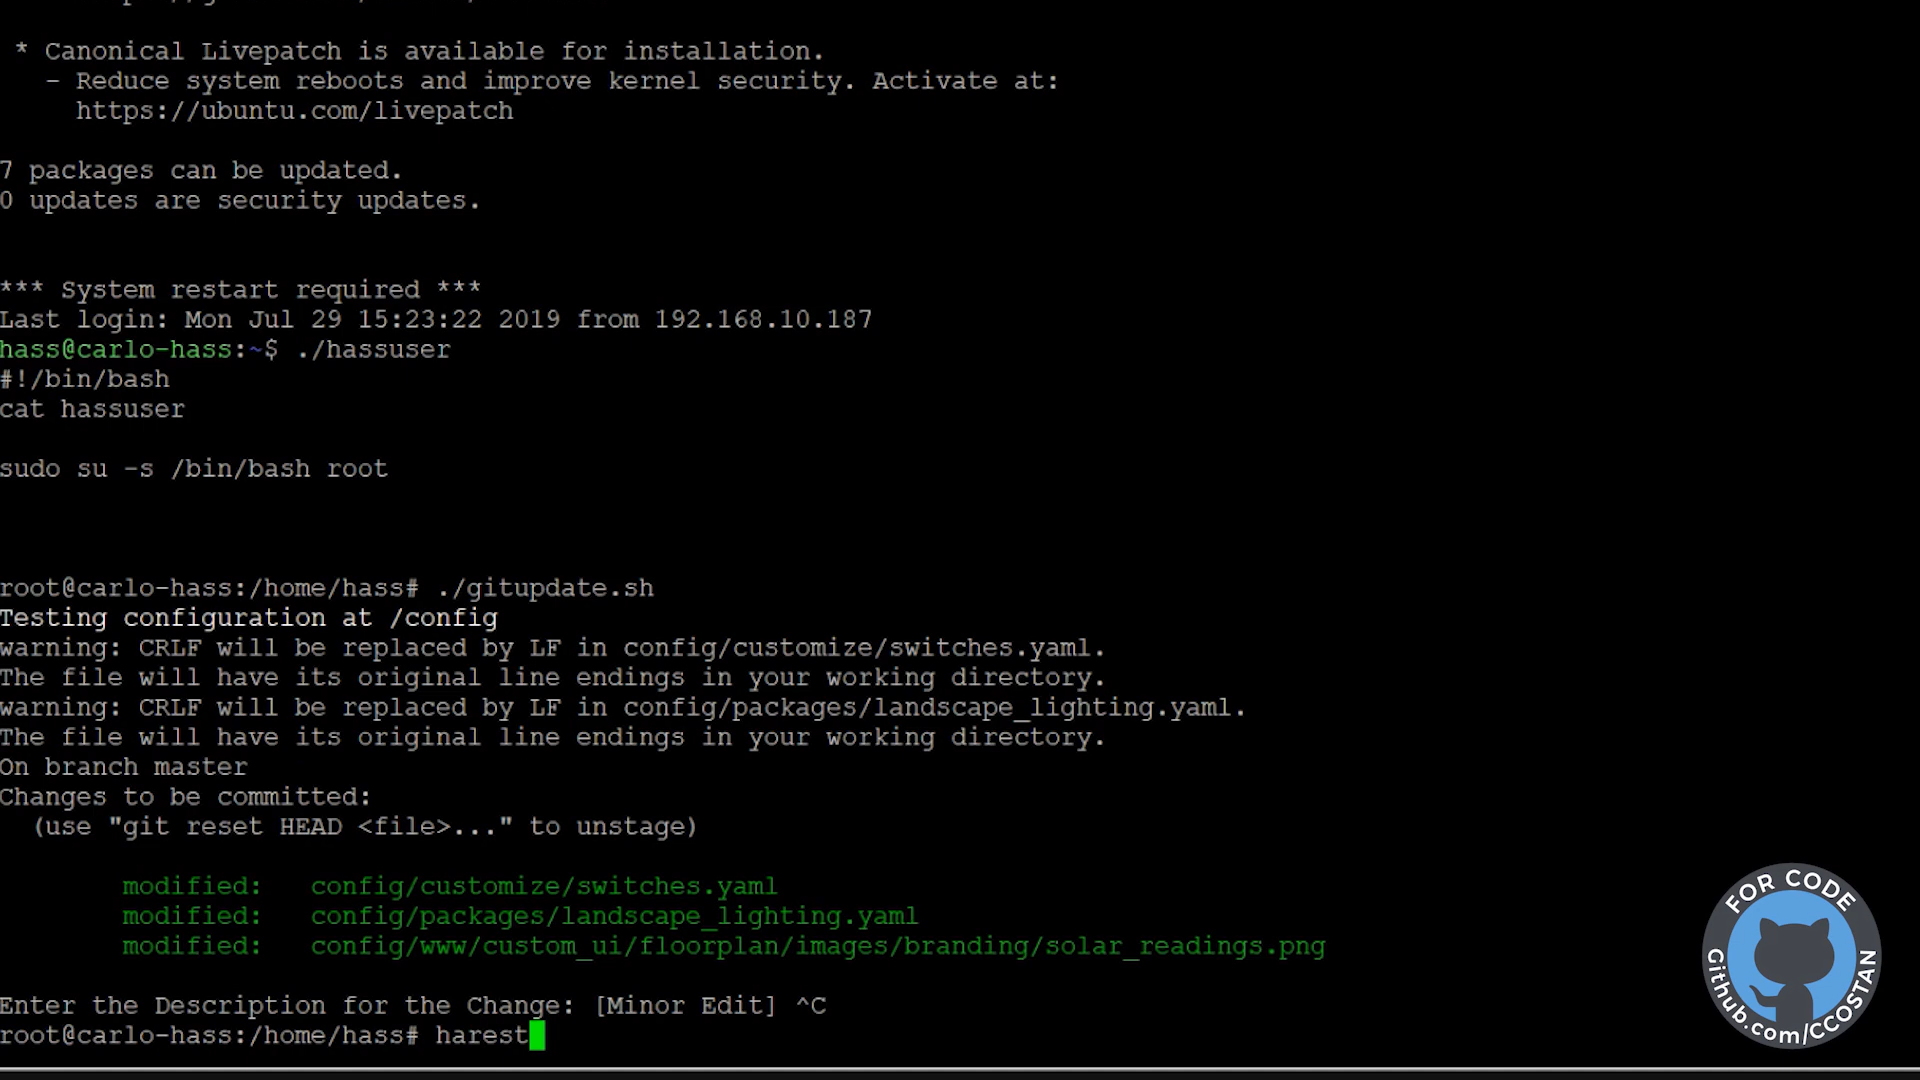 * Canonical Livepatch is available for installation.
- Reduce system reboots and improve kernel security. Activate at:
https://ubuntu.com/livepatch
7 packages can be updated.
0 updates are security updates.
*** System restart required ***
Last login: Mon Jul 29 15:23:22 2019 from 192.168.10.187
hass@carlo-hass:~$ ./hassuser
#!/bin/bash
cat hassuser
sudo su -s /bin/bash root
root@carlo-hass:/home/hass# ./gitupdate.sh
Testing configuration at /config
warning: CRLF will be replaced by LF in config/customize/switches.yaml.
The file will have its original line endings in your working directory.
warning: CRLF will be replaced by LF in config/packages/landscape_lighting.yaml.
The file will have its original line endings in your working directory.
On branch master
Changes to be committed:
(use "git reset HEAD <file>..." to unstage)
modified: config/customize/switches.yaml
modified: config/packages/landscape_lighting.yaml
modified: config/www/custom_ui/floorplan/images/branding/solar_readings.png
Enter the Description for the Change: [Minor Edit] ^C
root@carlo-hass:/home/hass# harest
FOR CODE
Github.com/CCOSTAN